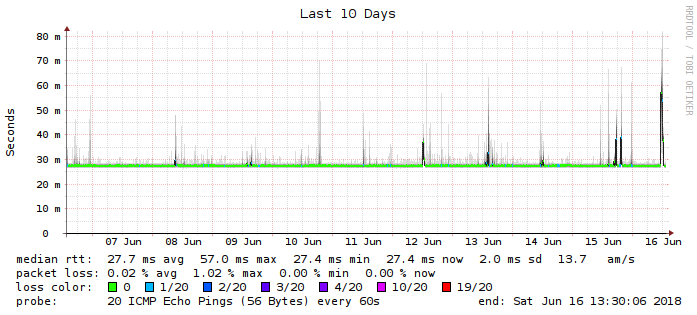 Last 10 Days
RRDTOOL / TOBI OETIKER
Seconds
80 m
70 m
60 m
50 m
40 m
30 m
20 m
10 m
0
07 Jun 08 Jun 09 Jun 10 Jun 11 Jun 12 Jun 13 Jun 14 Jun 15 Jun 16 Jun
median rtt: 27.7 ms avg 57.0 ms max 27.4 ms min 27.4 ms now 2.0 ms sd 13.7 am/s
packet loss: 0.02 % avg 1.02 % max 0.00 % min 0.00 % now
loss color: 0 1/20 2/20 3/20 4/20 10/20 19/20
probe: 20 ICMP Echo Pings (56 Bytes) every 60s end: Sat Jun 16 13:30:06 2018